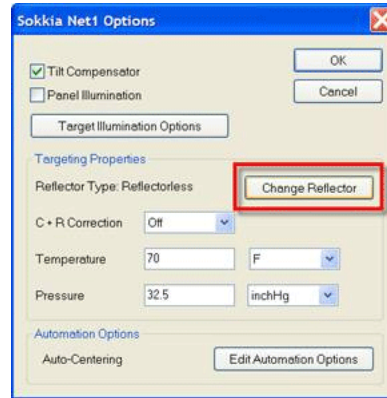 Sokkia Net1 Options
Tilt Compensator
OK
Panel Illumination
Cancel
Target Illumination Options
Targeting Properties
Reflector Type: Reflectorless
Change Reflector
C + R Correction
Off
Temperature
70
F
Pressure
32.5
inchHg
Automation Options
Auto-Centering
Edit Automation Options